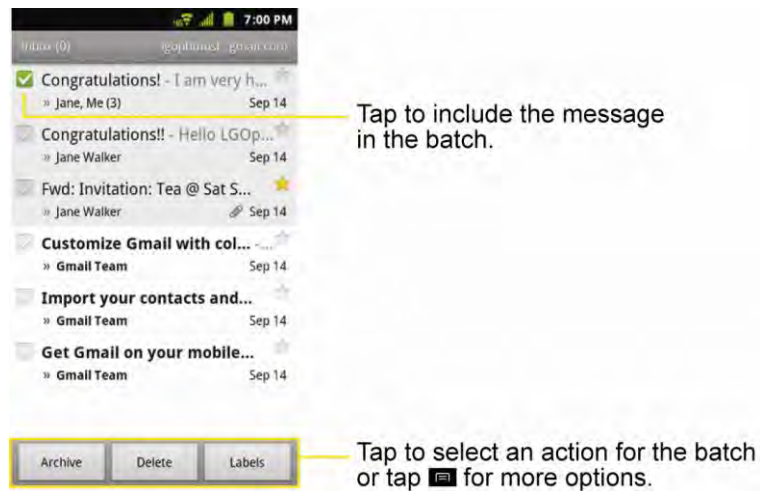 7:00 PM
Inbox (0)
Congratulations! - I am very h...
» Jane, Me (3) Sep 14
Tap to include the message
in the batch.
Congratulations!! - Hello LGOp...
» Jane Walker Sep 14
Fwd: Invitation: Tea @ Sat S...
» Jane Walker Sep 14
Customize Gmail with col... -...
» Gmail Team Sep 14
Import your contacts and...
» Gmail Team Sep 14
Get Gmail on your mobile...
» Gmail Team Sep 14
Archive Delete Labels
Tap to select an action for the batch
or tap for more options.